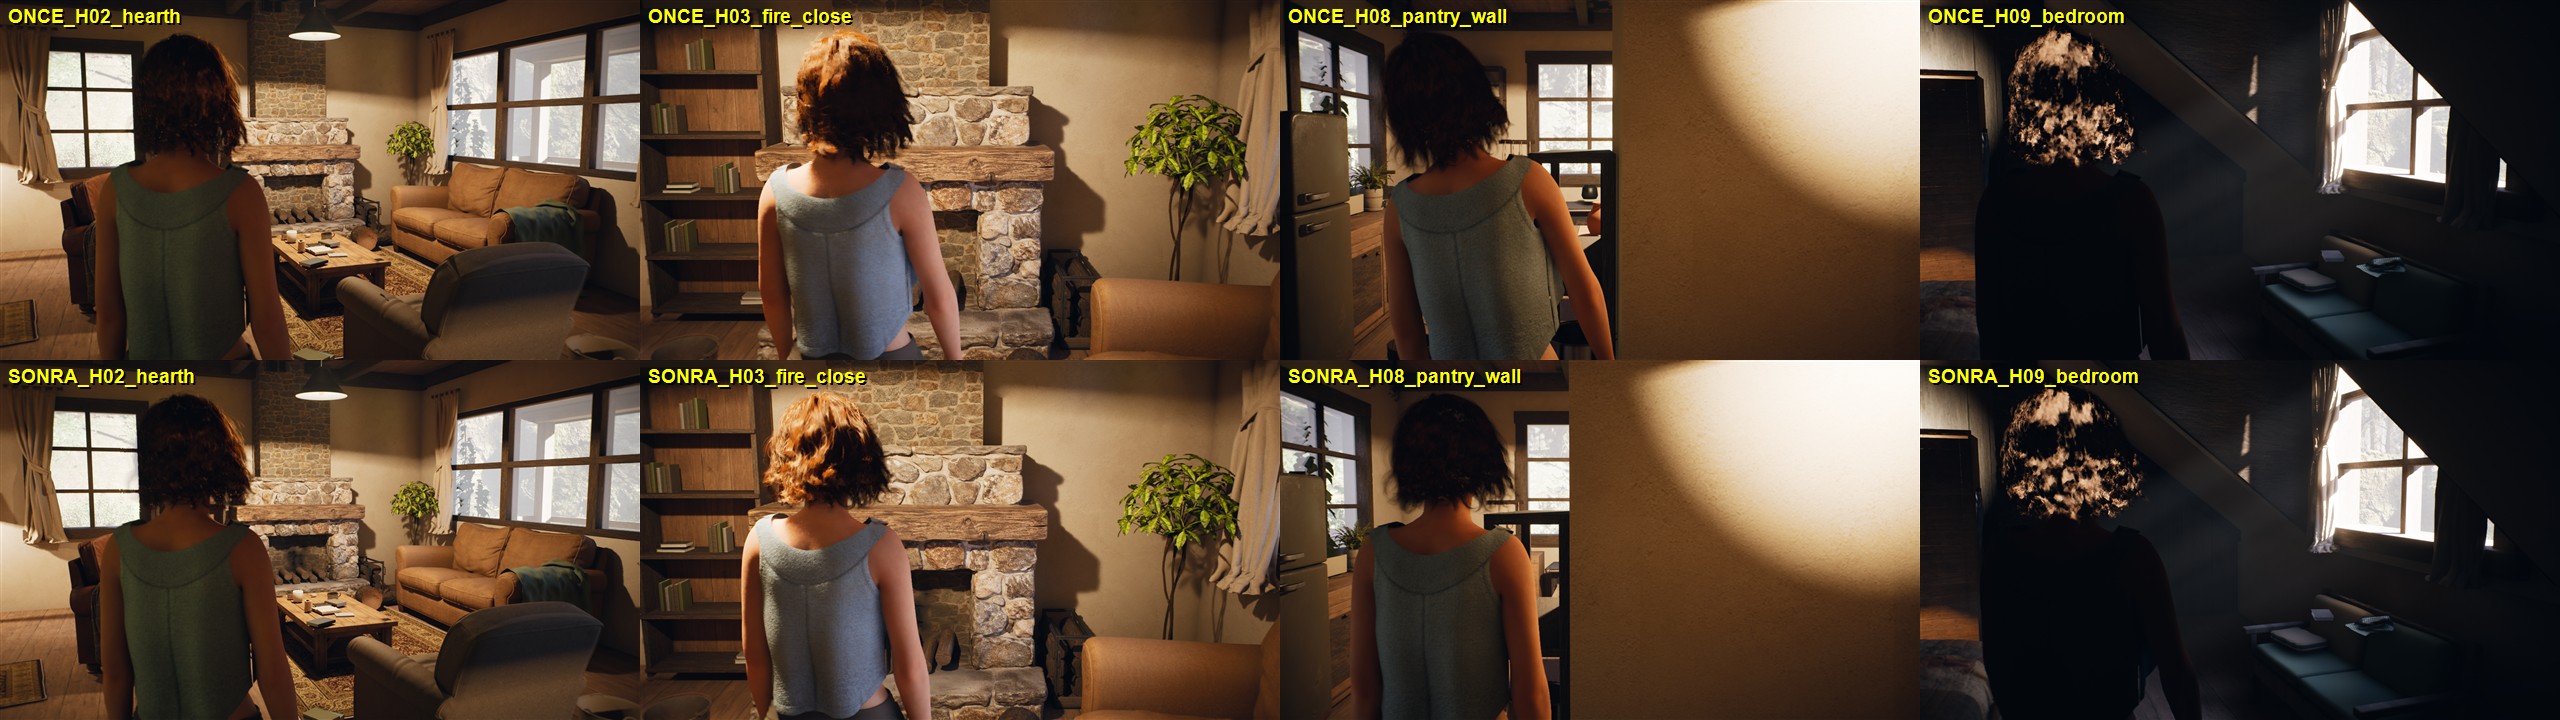 ONCE_H02_hearth
ONCE_H03_fire_close
ONCE_H08_pantry_wall
ONCE_H09_bedroom
SONRA_H02_hearth
SONRA_H03_fire_close
SONRA_H08_pantry_wall
SONRA_H09_bedroom